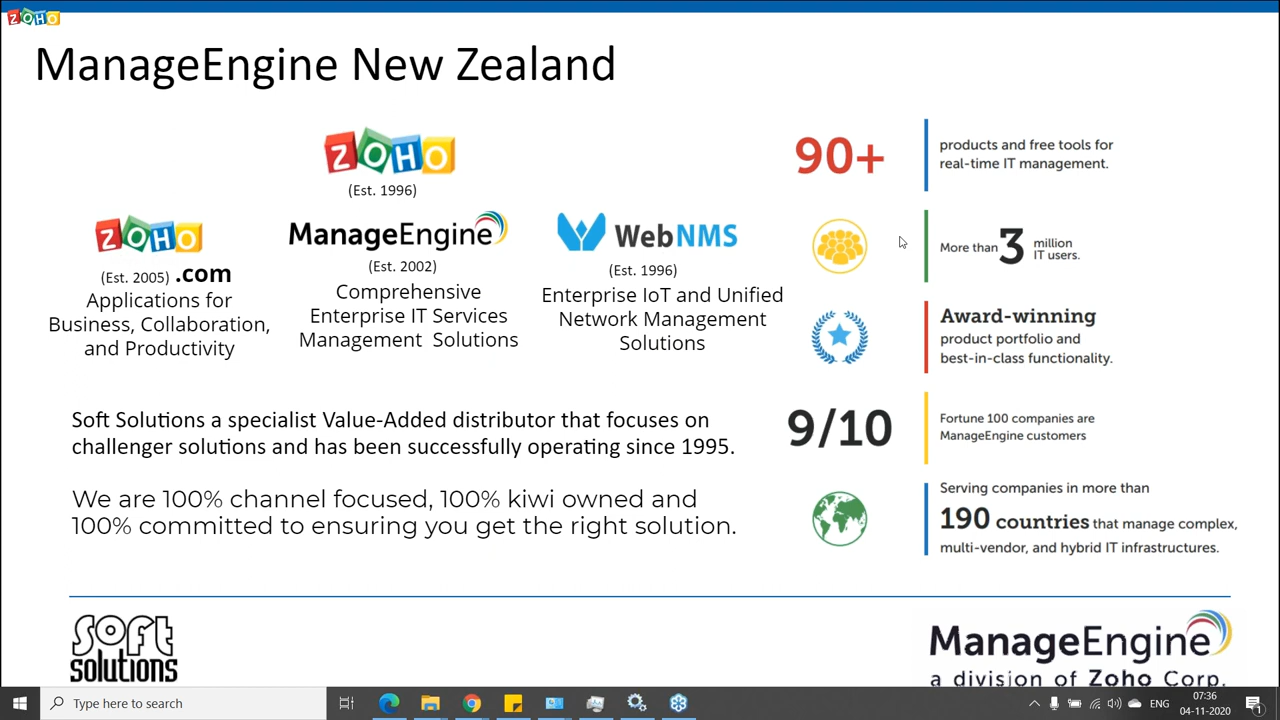 ZOHO
ManageEngine New Zealand
ZOHO
(Est. 1996)
ZOHO
(Est. 2005) .com
Applications for
Business, Collaboration,
and Productivity
ManageEngine
(Est. 2002)
Comprehensive
Enterprise IT Services
Management Solutions
WebNMS
(Est. 1996)
Enterprise IoT and Unified
Network Management
Solutions
90+
products and free tools for
real-time IT management.
More than 3 million
IT users.
Award-winning
product portfolio and
best-in-class functionality.
9/10
Fortune 100 companies are
ManageEngine customers
Serving companies in more than
190 countries that manage complex,
multi-vendor, and hybrid IT infrastructures.
Soft Solutions a specialist Value-Added distributor that focuses on
challenger solutions and has been successfully operating since 1995.
We are 100% channel focused, 100% kiwi owned and
100% committed to ensuring you get the right solution.
soft
solutions
ManageEngine
a division of Zoho Corp.
Type here to search
ENG
07:36
04-11-2020
1